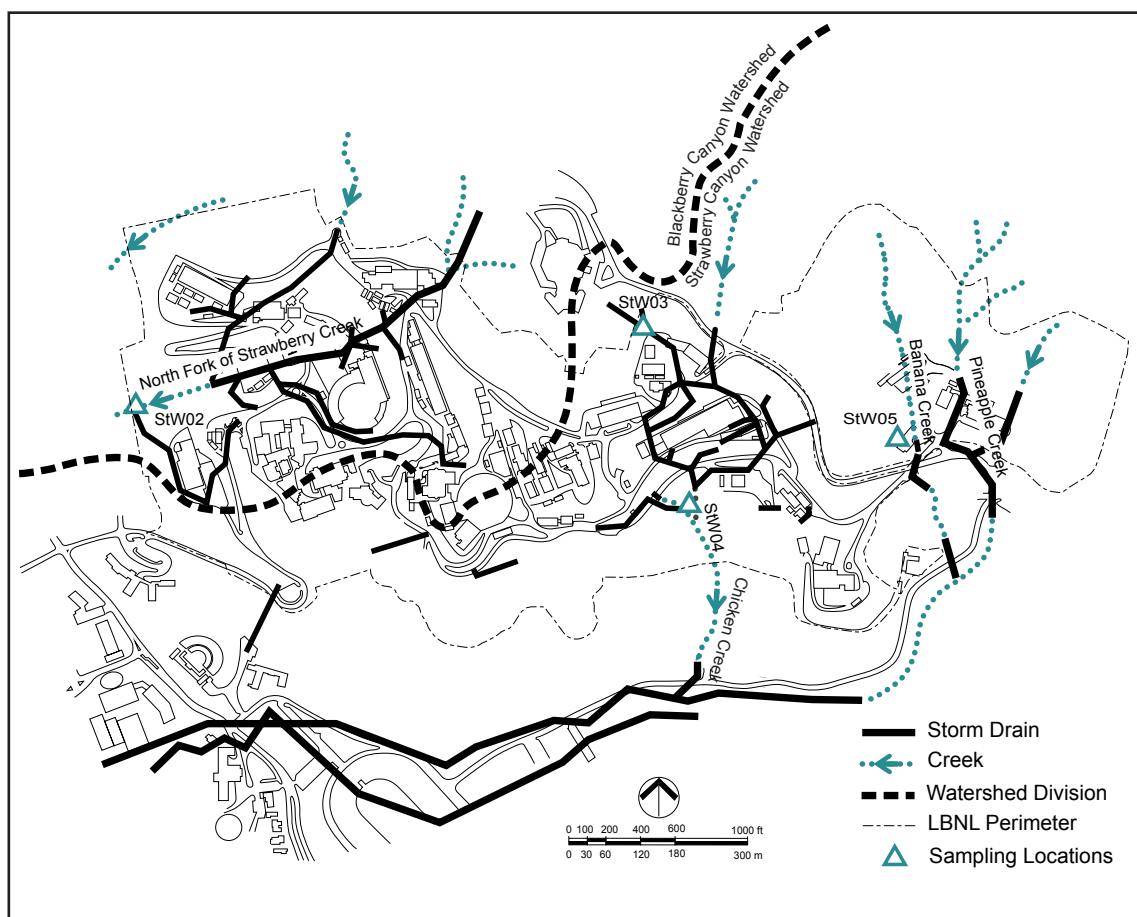 Blackberry Canyon Watershed
Strawberry Canyon Watershed
StW03
North Fork of Strawberry Creek
StW02
Banana Creek
Pineapple Creek
StW05
StW04
Chicken Creek
Storm Drain
Creek
Watershed Division
LBNL Perimeter
Sampling Locations
0 100 200 400 600 1000 ft
0 30 60 120 180 300 m